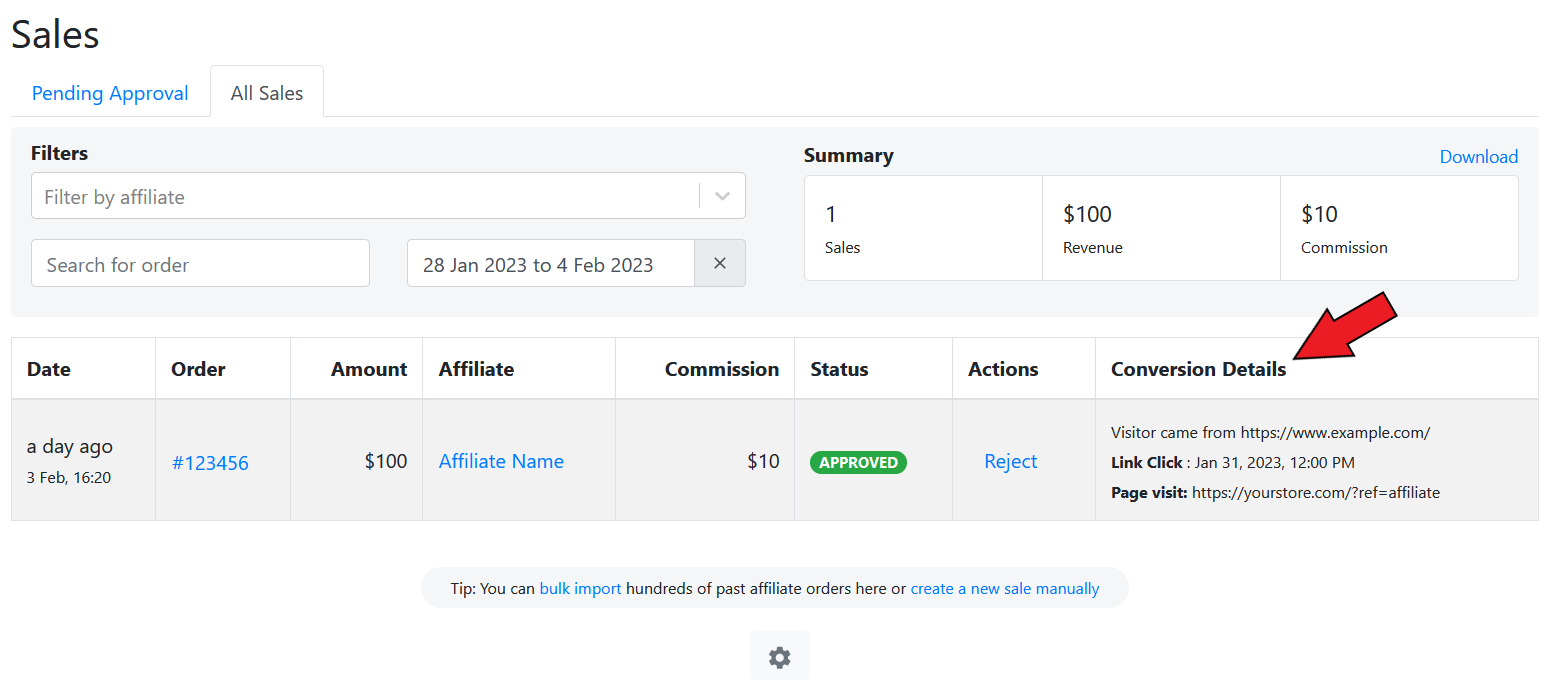 Sales
Pending Approval
All Sales
Filters
Filter by affiliate
Search for order
28 Jan 2023 to 4 Feb 2023
Summary
Download
1
Sales
$100
Revenue
$10
Commission
Date
Order
Amount
Affiliate
Commission
Status
Actions
Conversion Details
a day ago
3 Feb, 16:20
#123456
$100
Affiliate Name
$10
APPROVED
Reject
Visitor came from https://www.example.com/
Link Click : Jan 31, 2023, 12:00 PM
Page visit: https://yourstore.com/?ref=affiliate
Tip: You can bulk import hundreds of past affiliate orders here or create a new sale manually